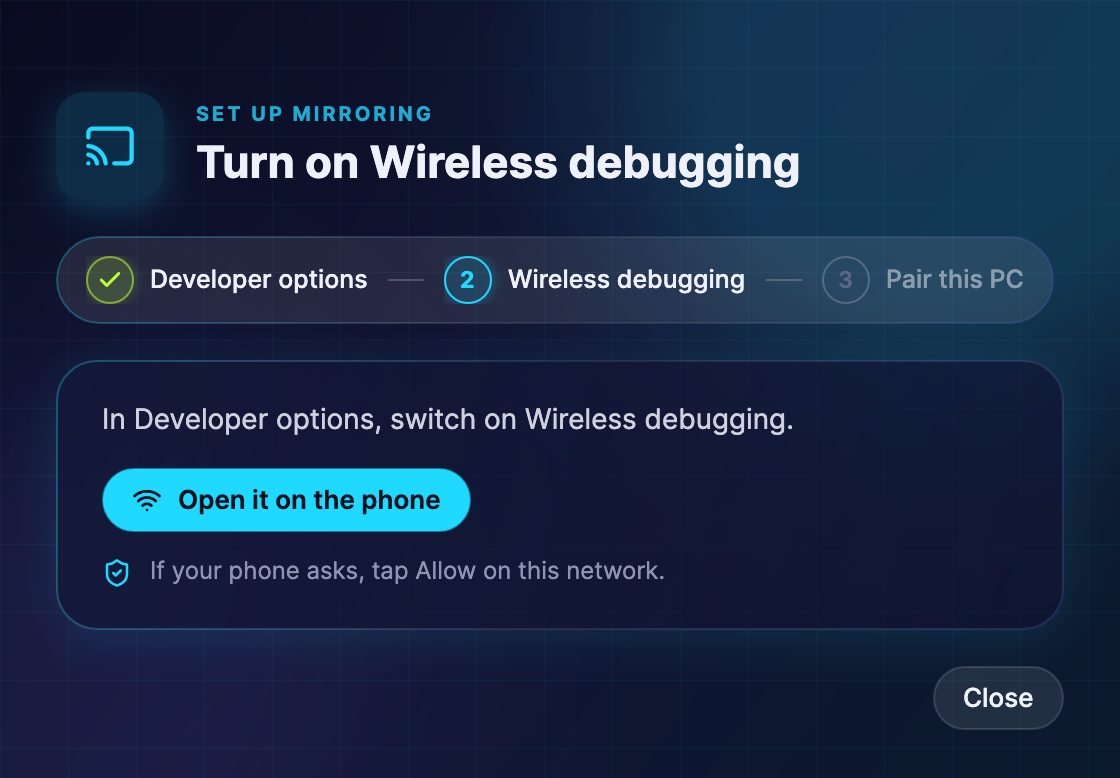 SET UP MIRRORING
Turn on Wireless debugging
Developer options
2 Wireless debugging
3 Pair this PC
In Developer options, switch on Wireless debugging.
Open it on the phone
If your phone asks, tap Allow on this network.
Close